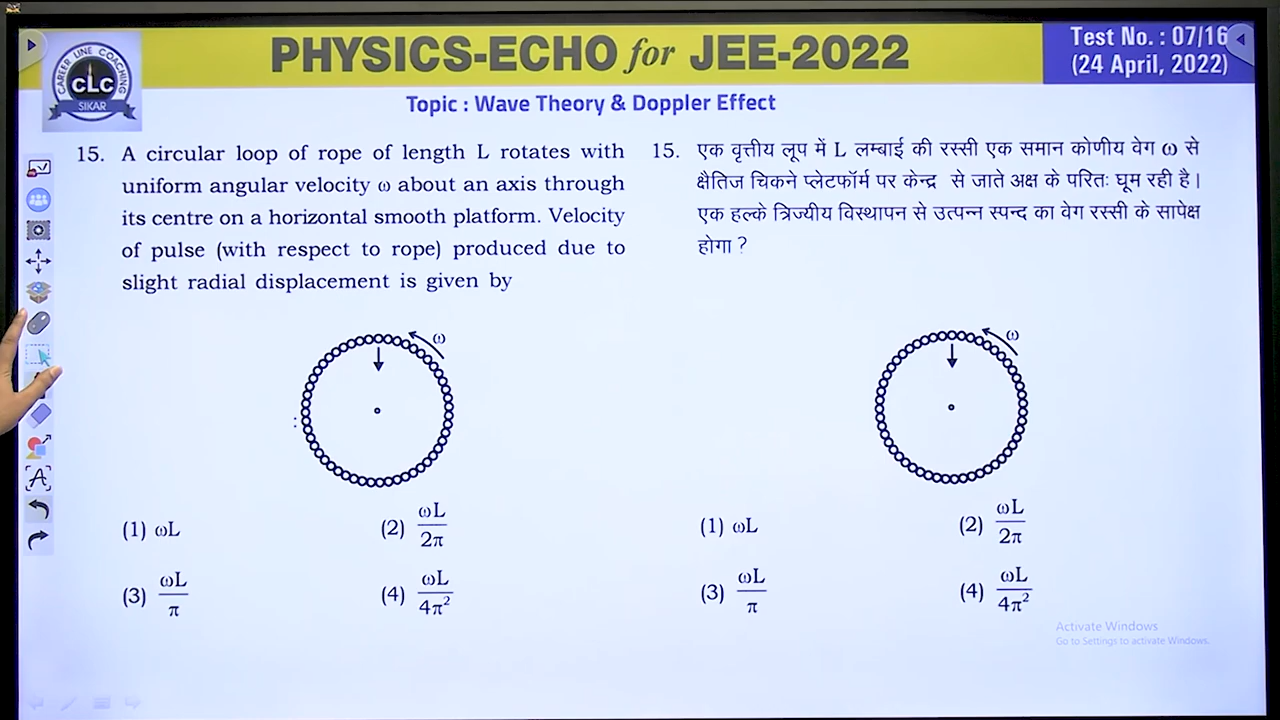 PHYSICS-ECHO for JEE-2022
Test No. : 07/16
(24 April, 2022)
CAREER LINE COACHING
CLC
SIKAR
Topic : Wave Theory & Doppler Effect
15. A circular loop of rope of length L rotates with
uniform angular velocity ω about an axis through
its centre on a horizontal smooth platform. Velocity
of pulse (with respect to rope) produced due to
slight radial displacement is given by
ω
(1) ωL (2) ωL/2π
(3) ωL/π (4) ωL/4π²
15. एक वृत्तीय लूप में L लम्बाई की रस्सी एक समान कोणीय वेग ω से
क्षैतिज चिकने प्लेटफॉर्म पर केन्द्र से जाते अक्ष के परितः घूम रही है।
एक हल्के त्रिज्यीय विस्थापन से उत्पन्न स्पन्द का वेग रस्सी के सापेक्ष
होगा ?
ω
(1) ωL (2) ωL/2π
(3) ωL/π (4) ωL/4π²
Activate Windows
Go to Settings to activate Windows.